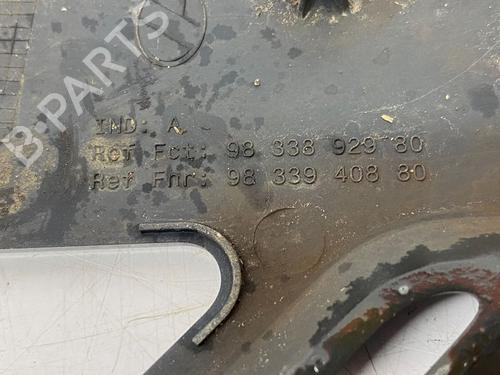 B-PARTS
IND: A
Ref Fct: 98 338 929 80
Ref Fnr: 98 339 408 80